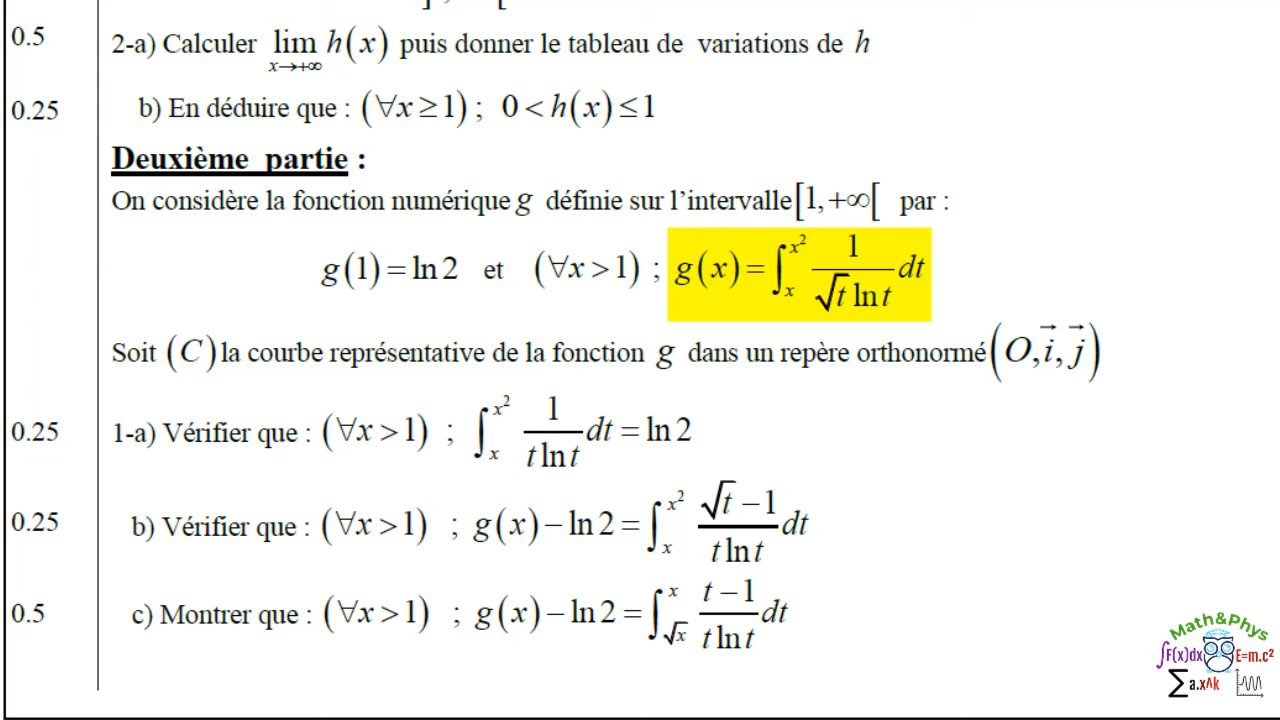 0.5 2-a) Calculer lim h(x) puis donner le tableau de variations de h
x→+∞
0.25 b) En déduire que : (∀x ≥ 1) ; 0 < h(x) ≤ 1
Deuxième partie :
On considère la fonction numérique g définie sur l'intervalle [1,+∞[ par :
g(1) = ln 2 et (∀x > 1) ; g(x) = ∫_x^{x²} 1/(√t ln t) dt
Soit (C) la courbe représentative de la fonction g dans un repère orthonormé (O, i⃗, j⃗)
0.25 1-a) Vérifier que : (∀x > 1) ; ∫_x^{x²} 1/(t ln t) dt = ln 2
0.25 b) Vérifier que : (∀x > 1) ; g(x) − ln 2 = ∫_x^{x²} (√t − 1)/(t ln t) dt
0.5 c) Montrer que : (∀x > 1) ; g(x) − ln 2 = ∫_{√x}^x (t − 1)/(t ln t) dt
Math&Phys
∫F(x)dx E=m.c²
∑ a.x^k